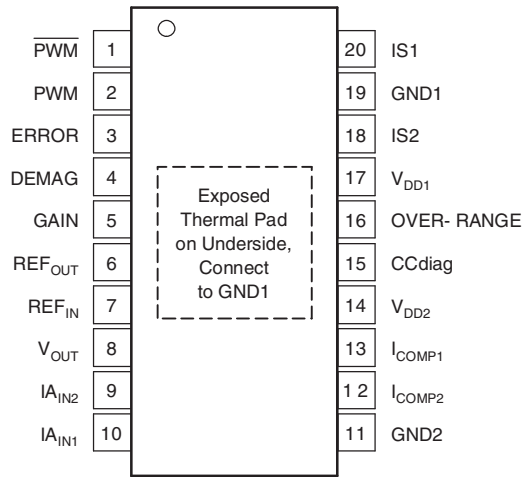 PWM 1
PWM 2
ERROR 3
DEMAG 4
GAIN 5
REFOUT 6
REFIN 7
VOUT 8
IAIN2 9
IAIN1 10
Exposed
Thermal Pad
on Underside,
Connect
to GND1
20 IS1
19 GND1
18 IS2
17 VDD1
16 OVER- RANGE
15 CCdiag
14 VDD2
13 ICOMP1
1 2 ICOMP2
11 GND2